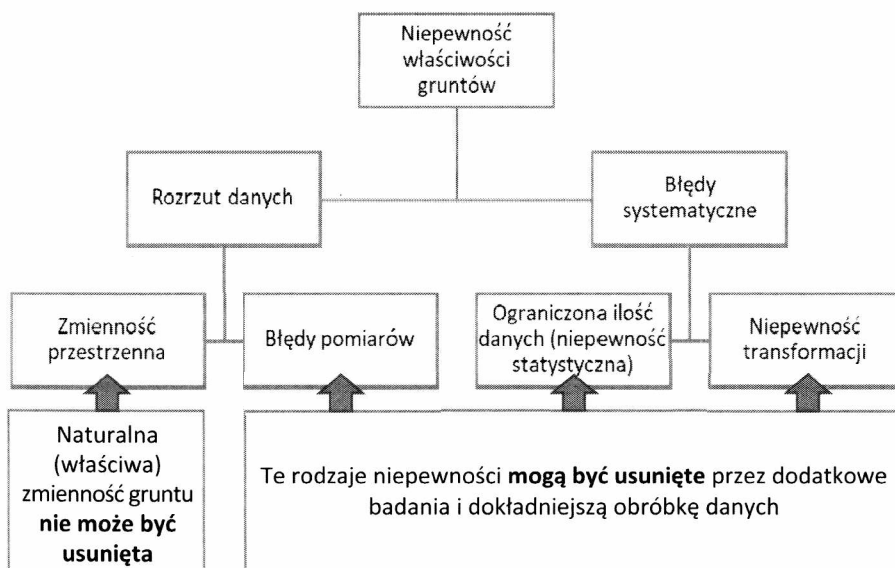 Niepewność
właściwości
gruntów
Rozrzut danych
Błędy
systematyczne
Zmienność
przestrzenna
Błędy pomiarów
Ograniczona ilość
danych (niepewność
statystyczna)
Niepewność
transformacji
Naturalna
(właściwa)
zmienność gruntu
nie może być
usunięta
Te rodzaje niepewności mogą być usunięte przez dodatkowe
badania i dokładniejszą obróbkę danych